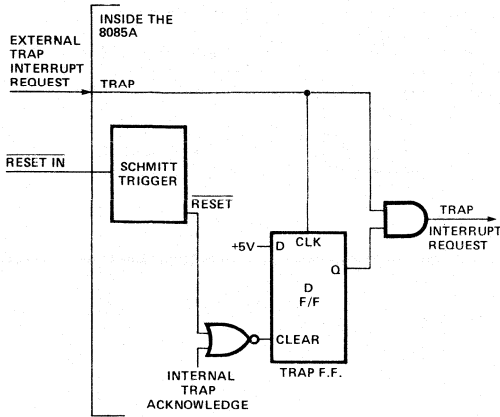 INSIDE THE
8085A
EXTERNAL
TRAP
INTERRUPT
REQUEST
TRAP
RESET IN
SCHMITT
TRIGGER
RESET
TRAP
INTERRUPT
REQUEST
+5V
D
CLK
Q
D
F/F
CLEAR
TRAP F.F.
INTERNAL
TRAP
ACKNOWLEDGE